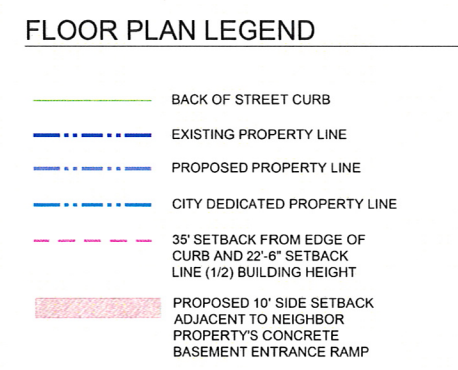 FLOOR PLAN LEGEND
BACK OF STREET CURB
EXISTING PROPERTY LINE
PROPOSED PROPERTY LINE
CITY DEDICATED PROPERTY LINE
35' SETBACK FROM EDGE OF
CURB AND 22'-6" SETBACK
LINE (1/2) BUILDING HEIGHT
PROPOSED 10' SIDE SETBACK
ADJACENT TO NEIGHBOR
PROPERTY'S CONCRETE
BASEMENT ENTRANCE RAMP